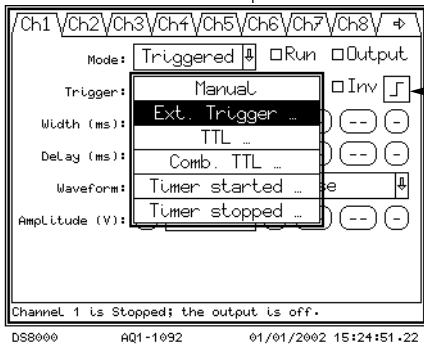 Ch1 Ch2 Ch3 Ch4 Ch5 Ch6 Ch7 Ch8
Mode: Triggered Run Output
Trigger: Inv
Manual
Ext. Trigger …
TTL …
Comb. TTL …
Timer started …
Timer stopped …
Width (ms): -- -
Delay (ms): -- -
Waveform:
Amplitude (V): -- -
Channel 1 is Stopped; the output is off.
DS8000 AQ1-1092 01/01/2002 15:24:51.22